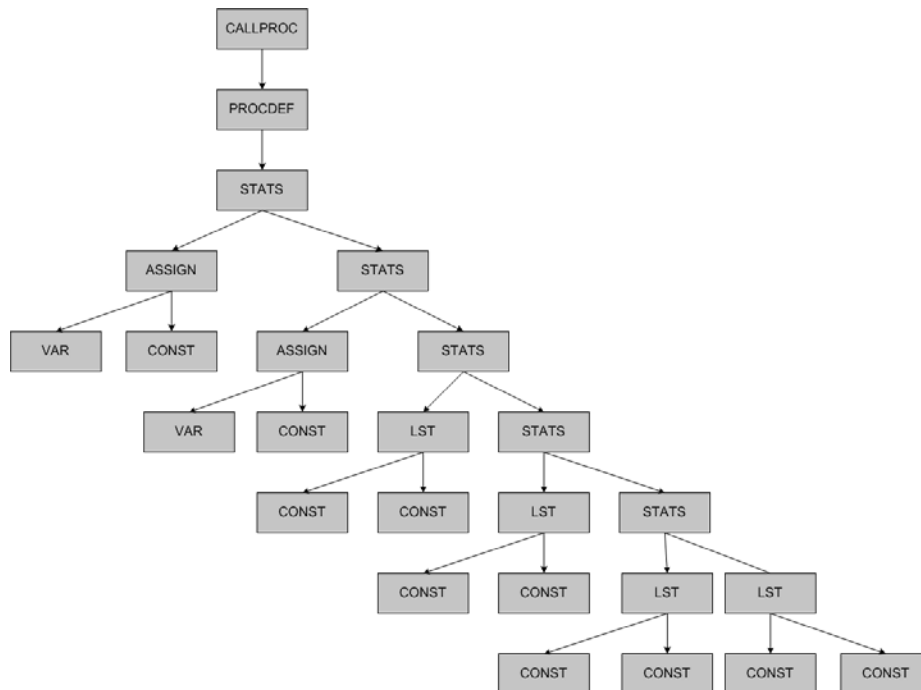 CALLPROC
PROCDEF
STATS
ASSIGN STATS
VAR CONST ASSIGN STATS
VAR CONST LST STATS
CONST CONST LST STATS
CONST CONST LST LST
CONST CONST CONST CONST